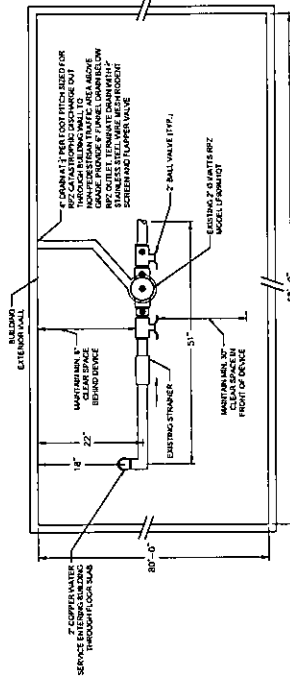 BUILDING
EXTERIOR WALL
4" DRAIN AT ¼" PER FOOT PITCH SIZED FOR
RPZ CATASTROPHIC DISCHARGE OUT
THROUGH BUILDING WALL TO
NON-PEDESTRIAN TRAFFIC AREA ABOVE
GRADE. PROVIDE 6" FUNNEL DRAIN BELOW
RPZ OUTLET. TERMINATE DRAIN WITH
STAINLESS STEEL WIRE MESH RODENT
SCREEN AND FLAPPER VALVE
2" COPPER WATER
SERVICE ENTERING BUILDING
THROUGH FLOOR SLAB
18"
22"
MAINTAIN MIN.
CLEAR SPACE
BEHIND DEVICE
2" BALL VALVE (TYP.)
EXISTING 2" Ø WATTS RPZ
MODEL
51"
EXISTING STRAINER
MAINTAIN MIN. 30"
CLEAR SPACE IN
FRONT OF DEVICE
80'-0"